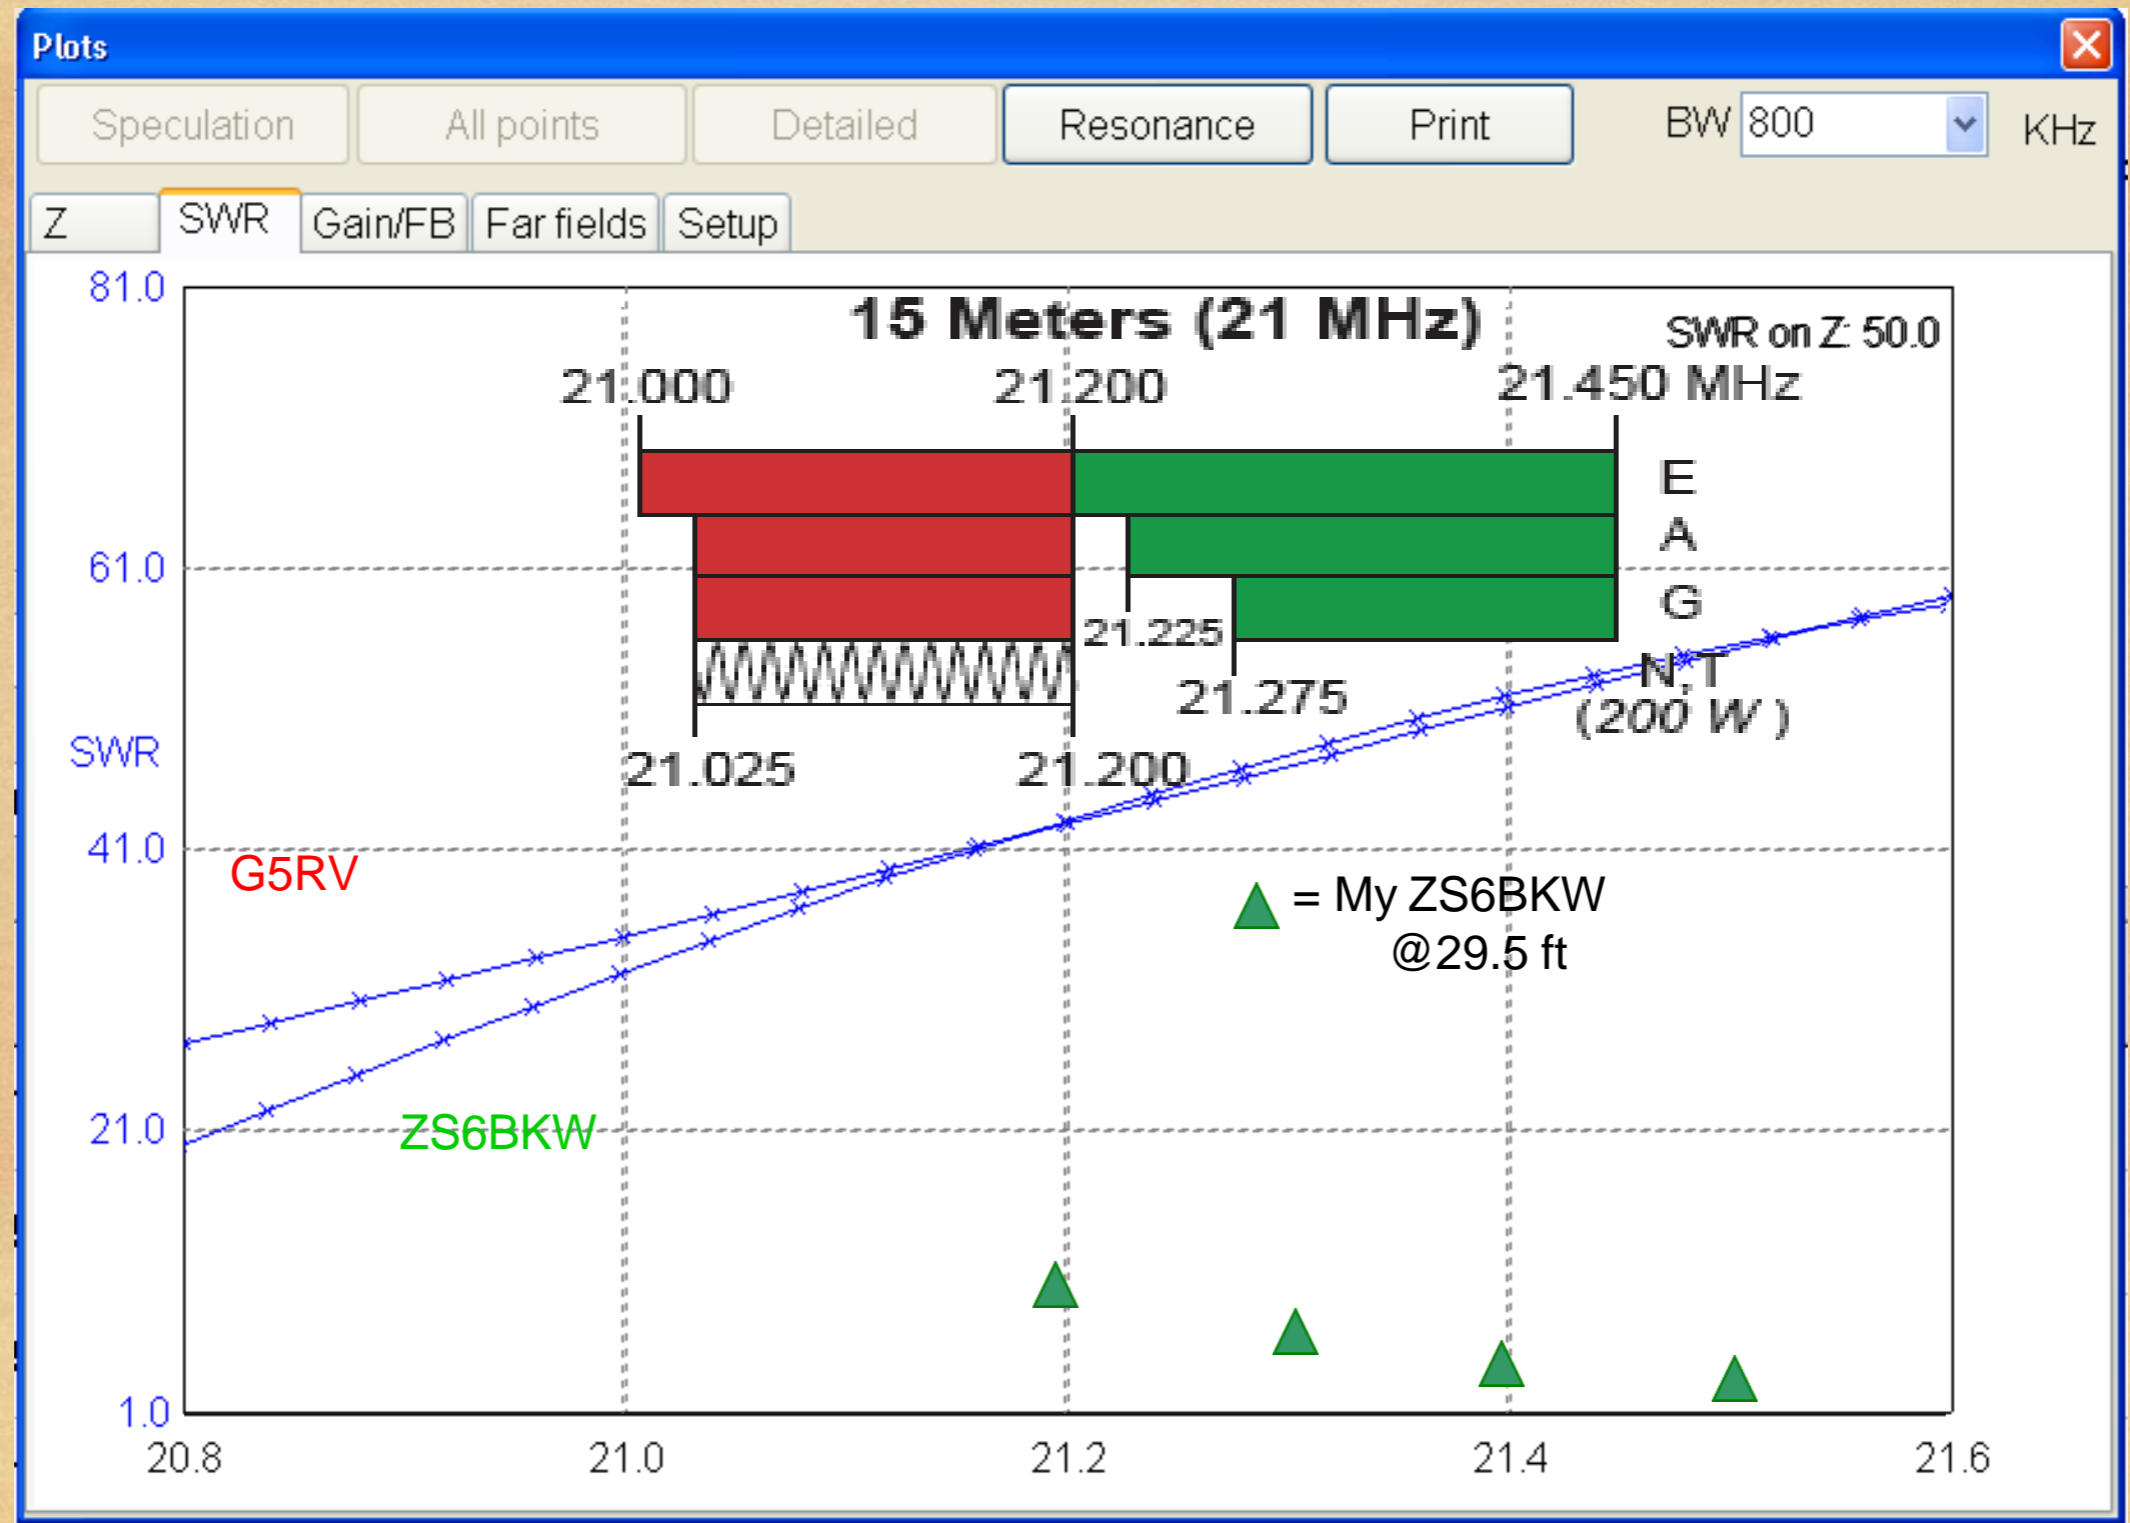 Plots
Speculation All points Detailed Resonance Print BW 800 KHz
Z SWR Gain/FB Far fields Setup
81.0
15 Meters (21 MHz)
SWR on Z: 50.0
21.000 21.200 21.450 MHz
E
61.0
A
G
21.225
N,T
21.275
(200 W )
SWR
21.025 21.200
41.0
G5RV
= My ZS6BKW
@29.5 ft
21.0
ZS6BKW
1.0
20.8 21.0 21.2 21.4 21.6